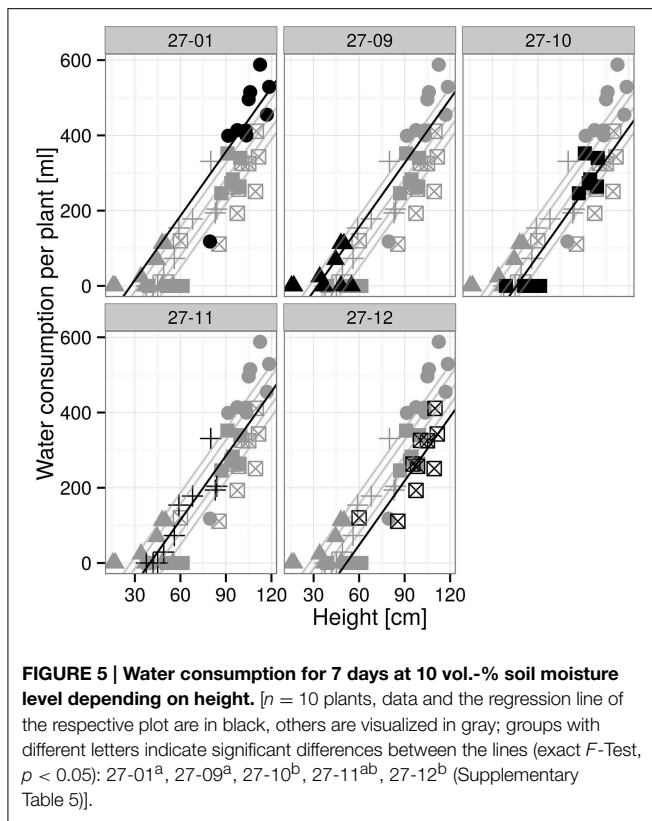 27-01 27-09 27-10
600
400
200
0
27-11 27-12
600
400
200
0
Water consumption per plant [ml]
30 60 90 120 30 60 90 120
Height [cm]
FIGURE 5 | Water consumption for 7 days at 10 vol.-% soil moisture
level depending on height. [n = 10 plants, data and the regression line of
the respective plot are in black, others are visualized in gray; groups with
different letters indicate significant differences between the lines (exact F-Test,
p < 0.05): 27-01ᵃ, 27-09ᵃ, 27-10ᵇ, 27-11ᵃᵇ, 27-12ᵇ (Supplementary
Table 5)].